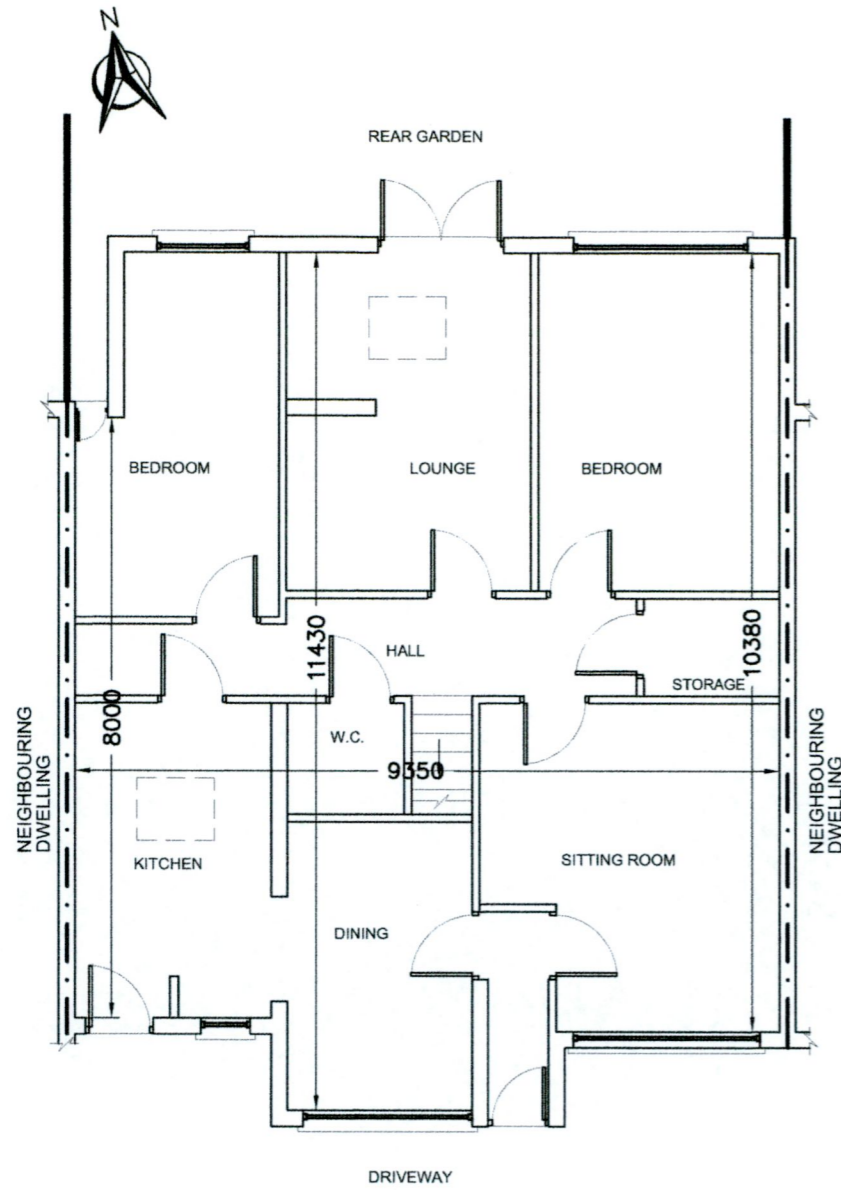 N
REAR GARDEN
BEDROOM
LOUNGE
BEDROOM
HALL
11430
10380
STORAGE
8000
W.C.
9350
NEIGHBOURING
DWELLING
NEIGHBOURING
DWELLING
KITCHEN
SITTING ROOM
DINING
DRIVEWAY